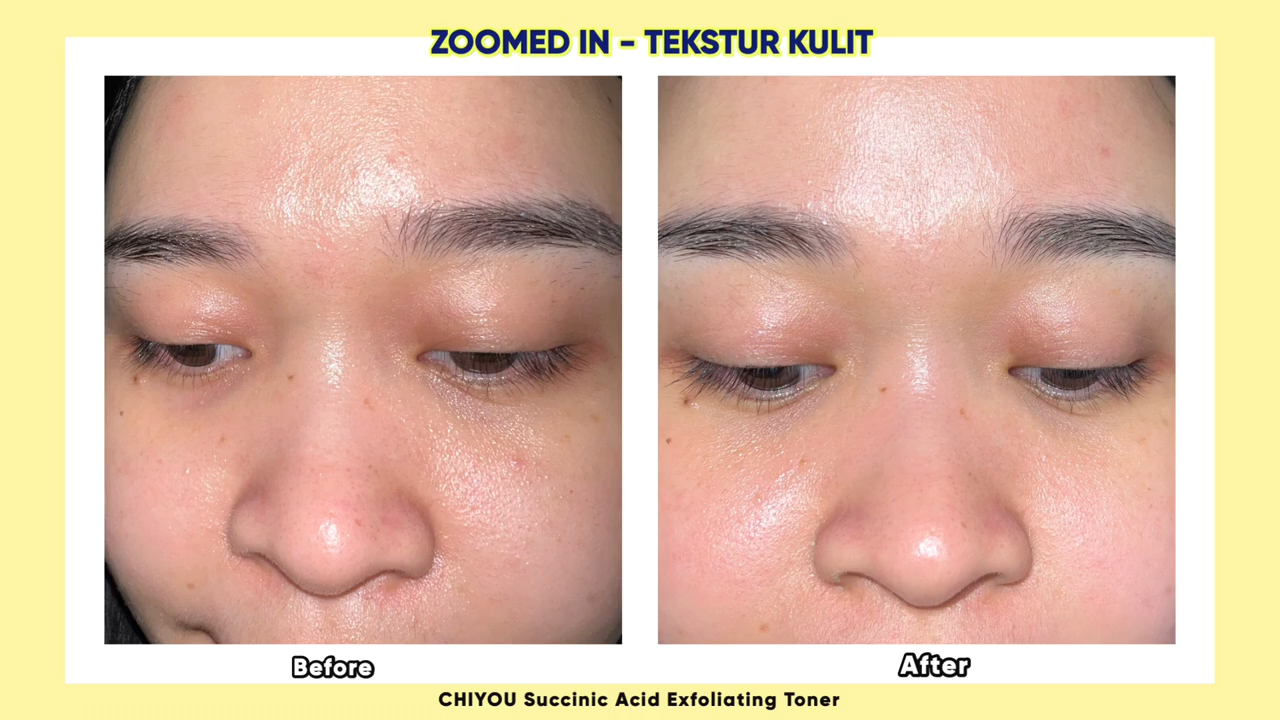 ZOOMED IN - TEKSTUR KULIT
Before
After
CHIYOU Succinic Acid Exfoliating Toner